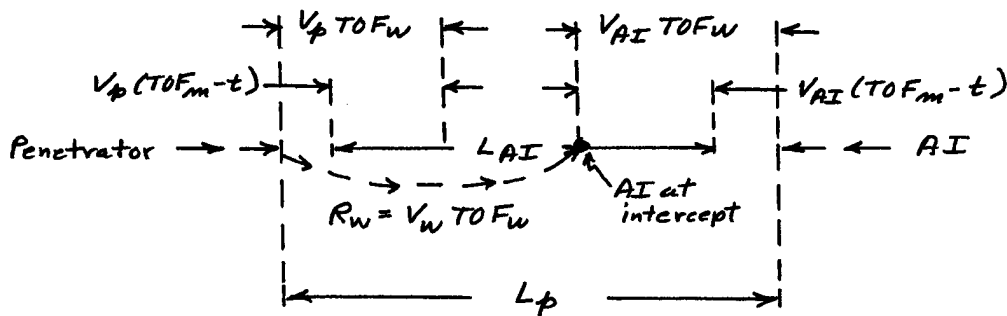 V_p TOF_w V_AI TOF_w
V_p (TOF_m - t) V_AI (TOF_m - t)
Penetrator L_AI AI
R_w = V_w TOF_w AI at
intercept
L_p